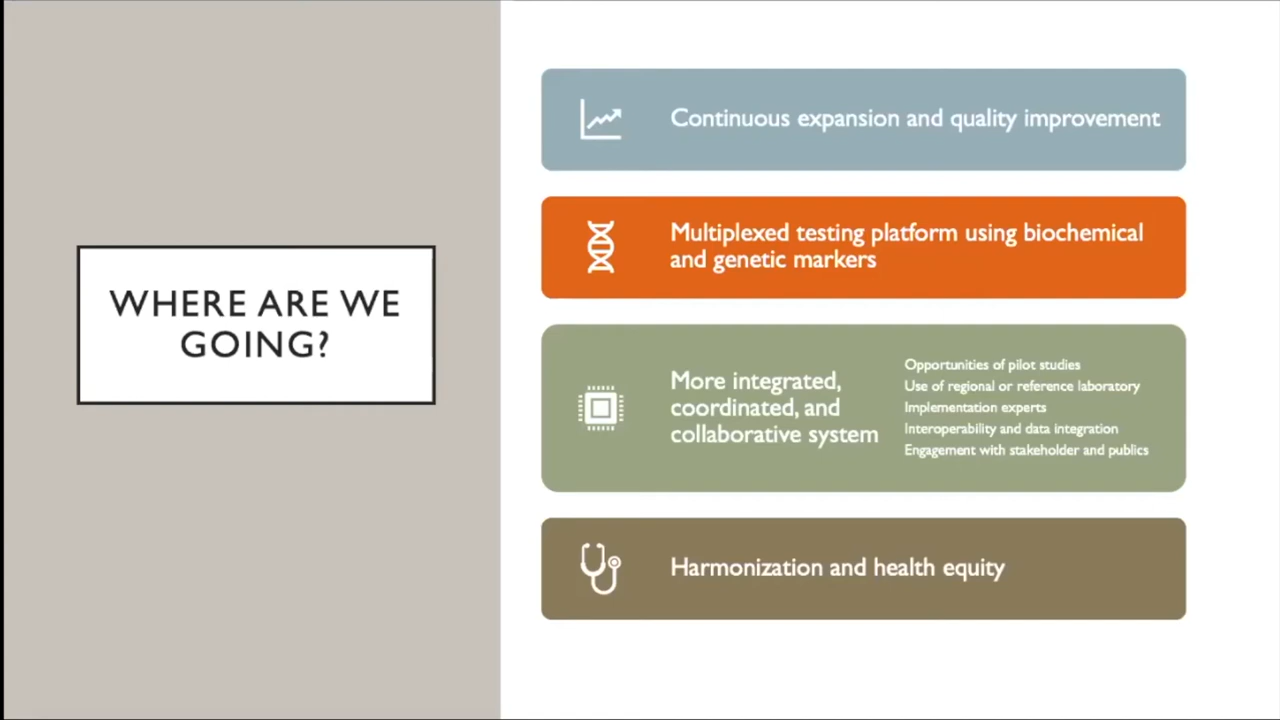 WHERE ARE WE
GOING?
Continuous expansion and quality improvement
Multiplexed testing platform using biochemical
and genetic markers
More integrated,
coordinated, and
collaborative system
Opportunities of pilot studies
Use of regional or reference laboratory
Implementation experts
Interoperability and data integration
Engagement with stakeholder and publics
Harmonization and health equity